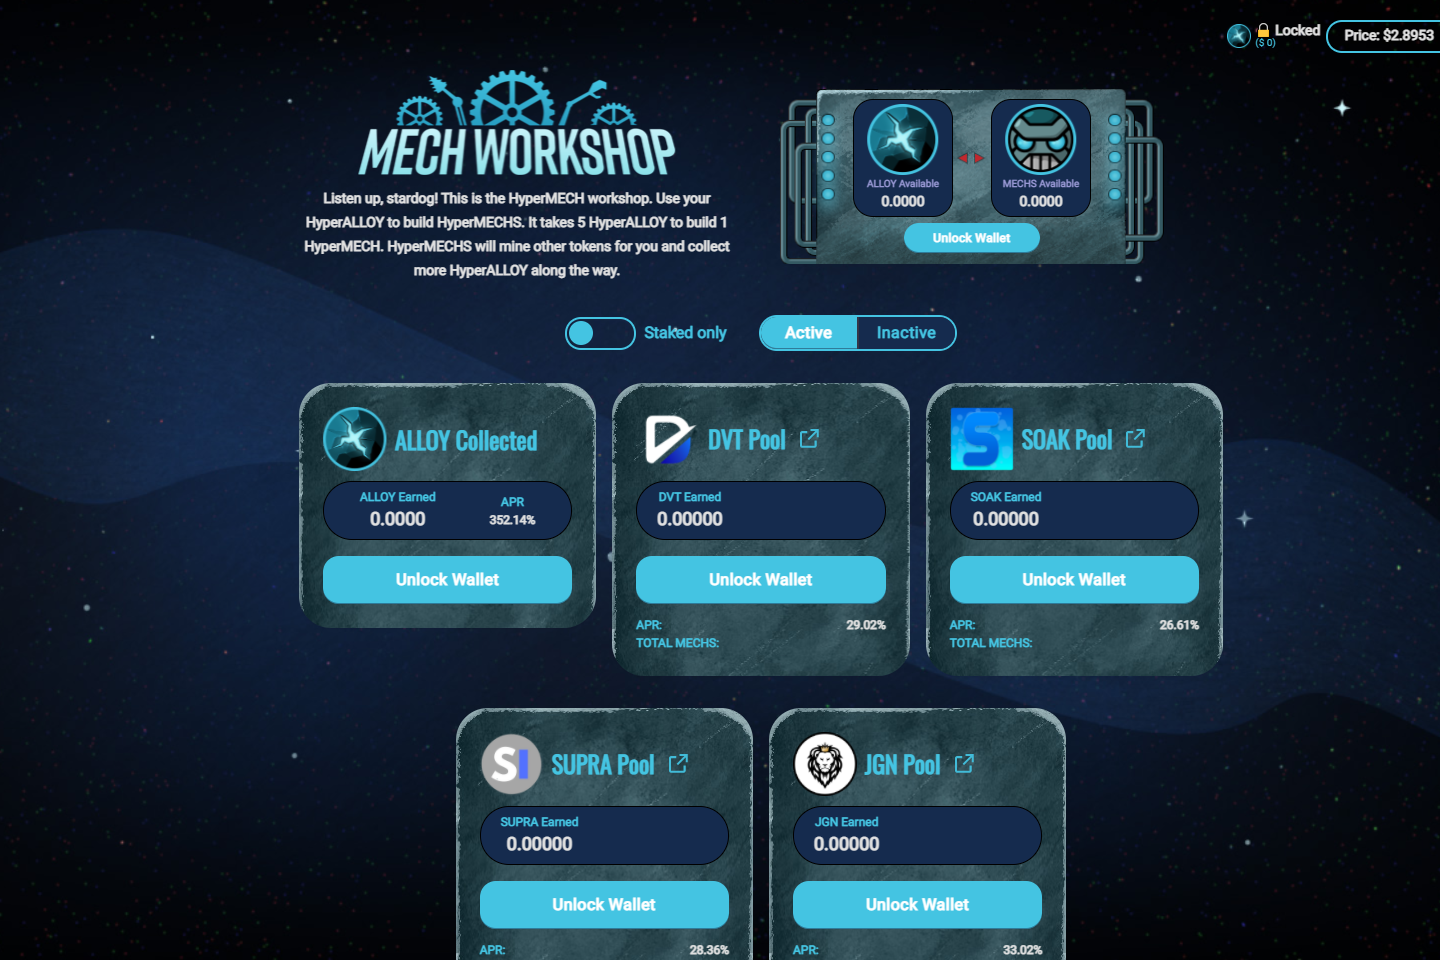 Locked
($ 0)
Price: $2.8953
MECH WORKSHOP
Listen up, stardog! This is the HyperMECH workshop. Use your
HyperALLOY to build HyperMECHS. It takes 5 HyperALLOY to build 1
HyperMECH. HyperMECHS will mine other tokens for you and collect
more HyperALLOY along the way.
ALLOY Available
0.0000
MECHS Available
0.0000
Unlock Wallet
Staked only
Active
Inactive
ALLOY Collected
ALLOY Earned
0.0000
APR
352.14%
Unlock Wallet
DVT Pool
DVT Earned
0.00000
Unlock Wallet
APR: 29.02%
TOTAL MECHS:
S
SOAK Pool
SOAK Earned
0.00000
Unlock Wallet
APR: 26.61%
TOTAL MECHS:
SI
SUPRA Pool
SUPRA Earned
0.00000
Unlock Wallet
APR: 28.36%
JGN Pool
JGN Earned
0.00000
Unlock Wallet
APR: 33.02%